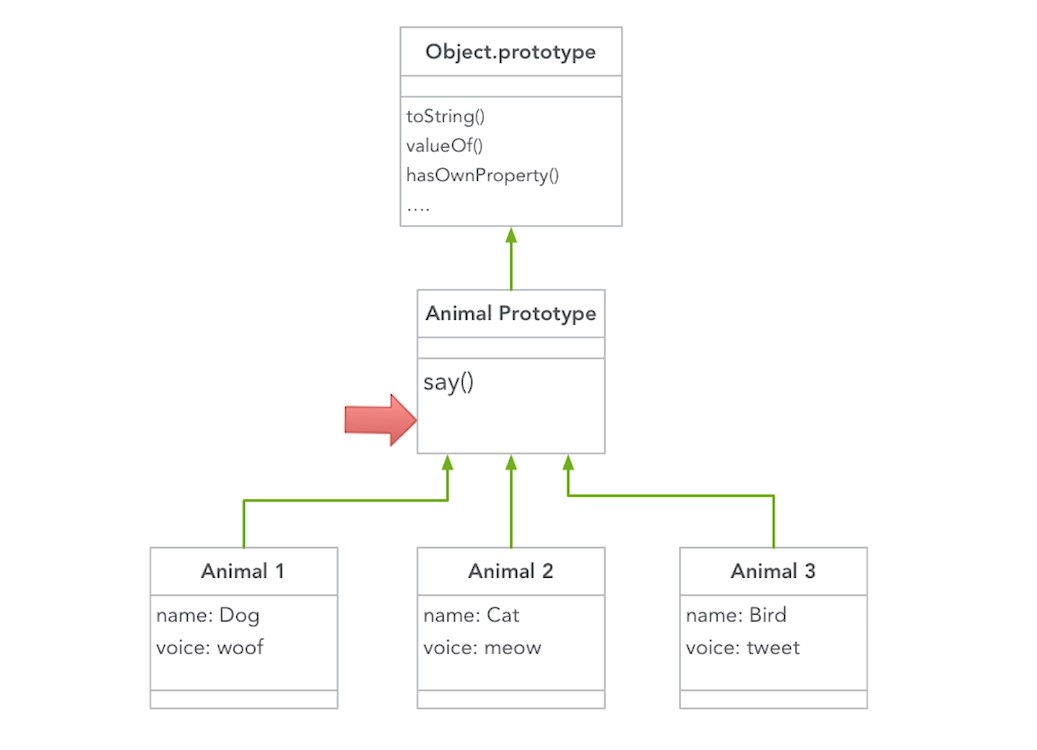 Object.prototype
toString()
valueOf()
hasOwnProperty()
....
Animal Prototype
say()
Animal 1
name: Dog
voice: woof
Animal 2
name: Cat
voice: meow
Animal 3
name: Bird
voice: tweet